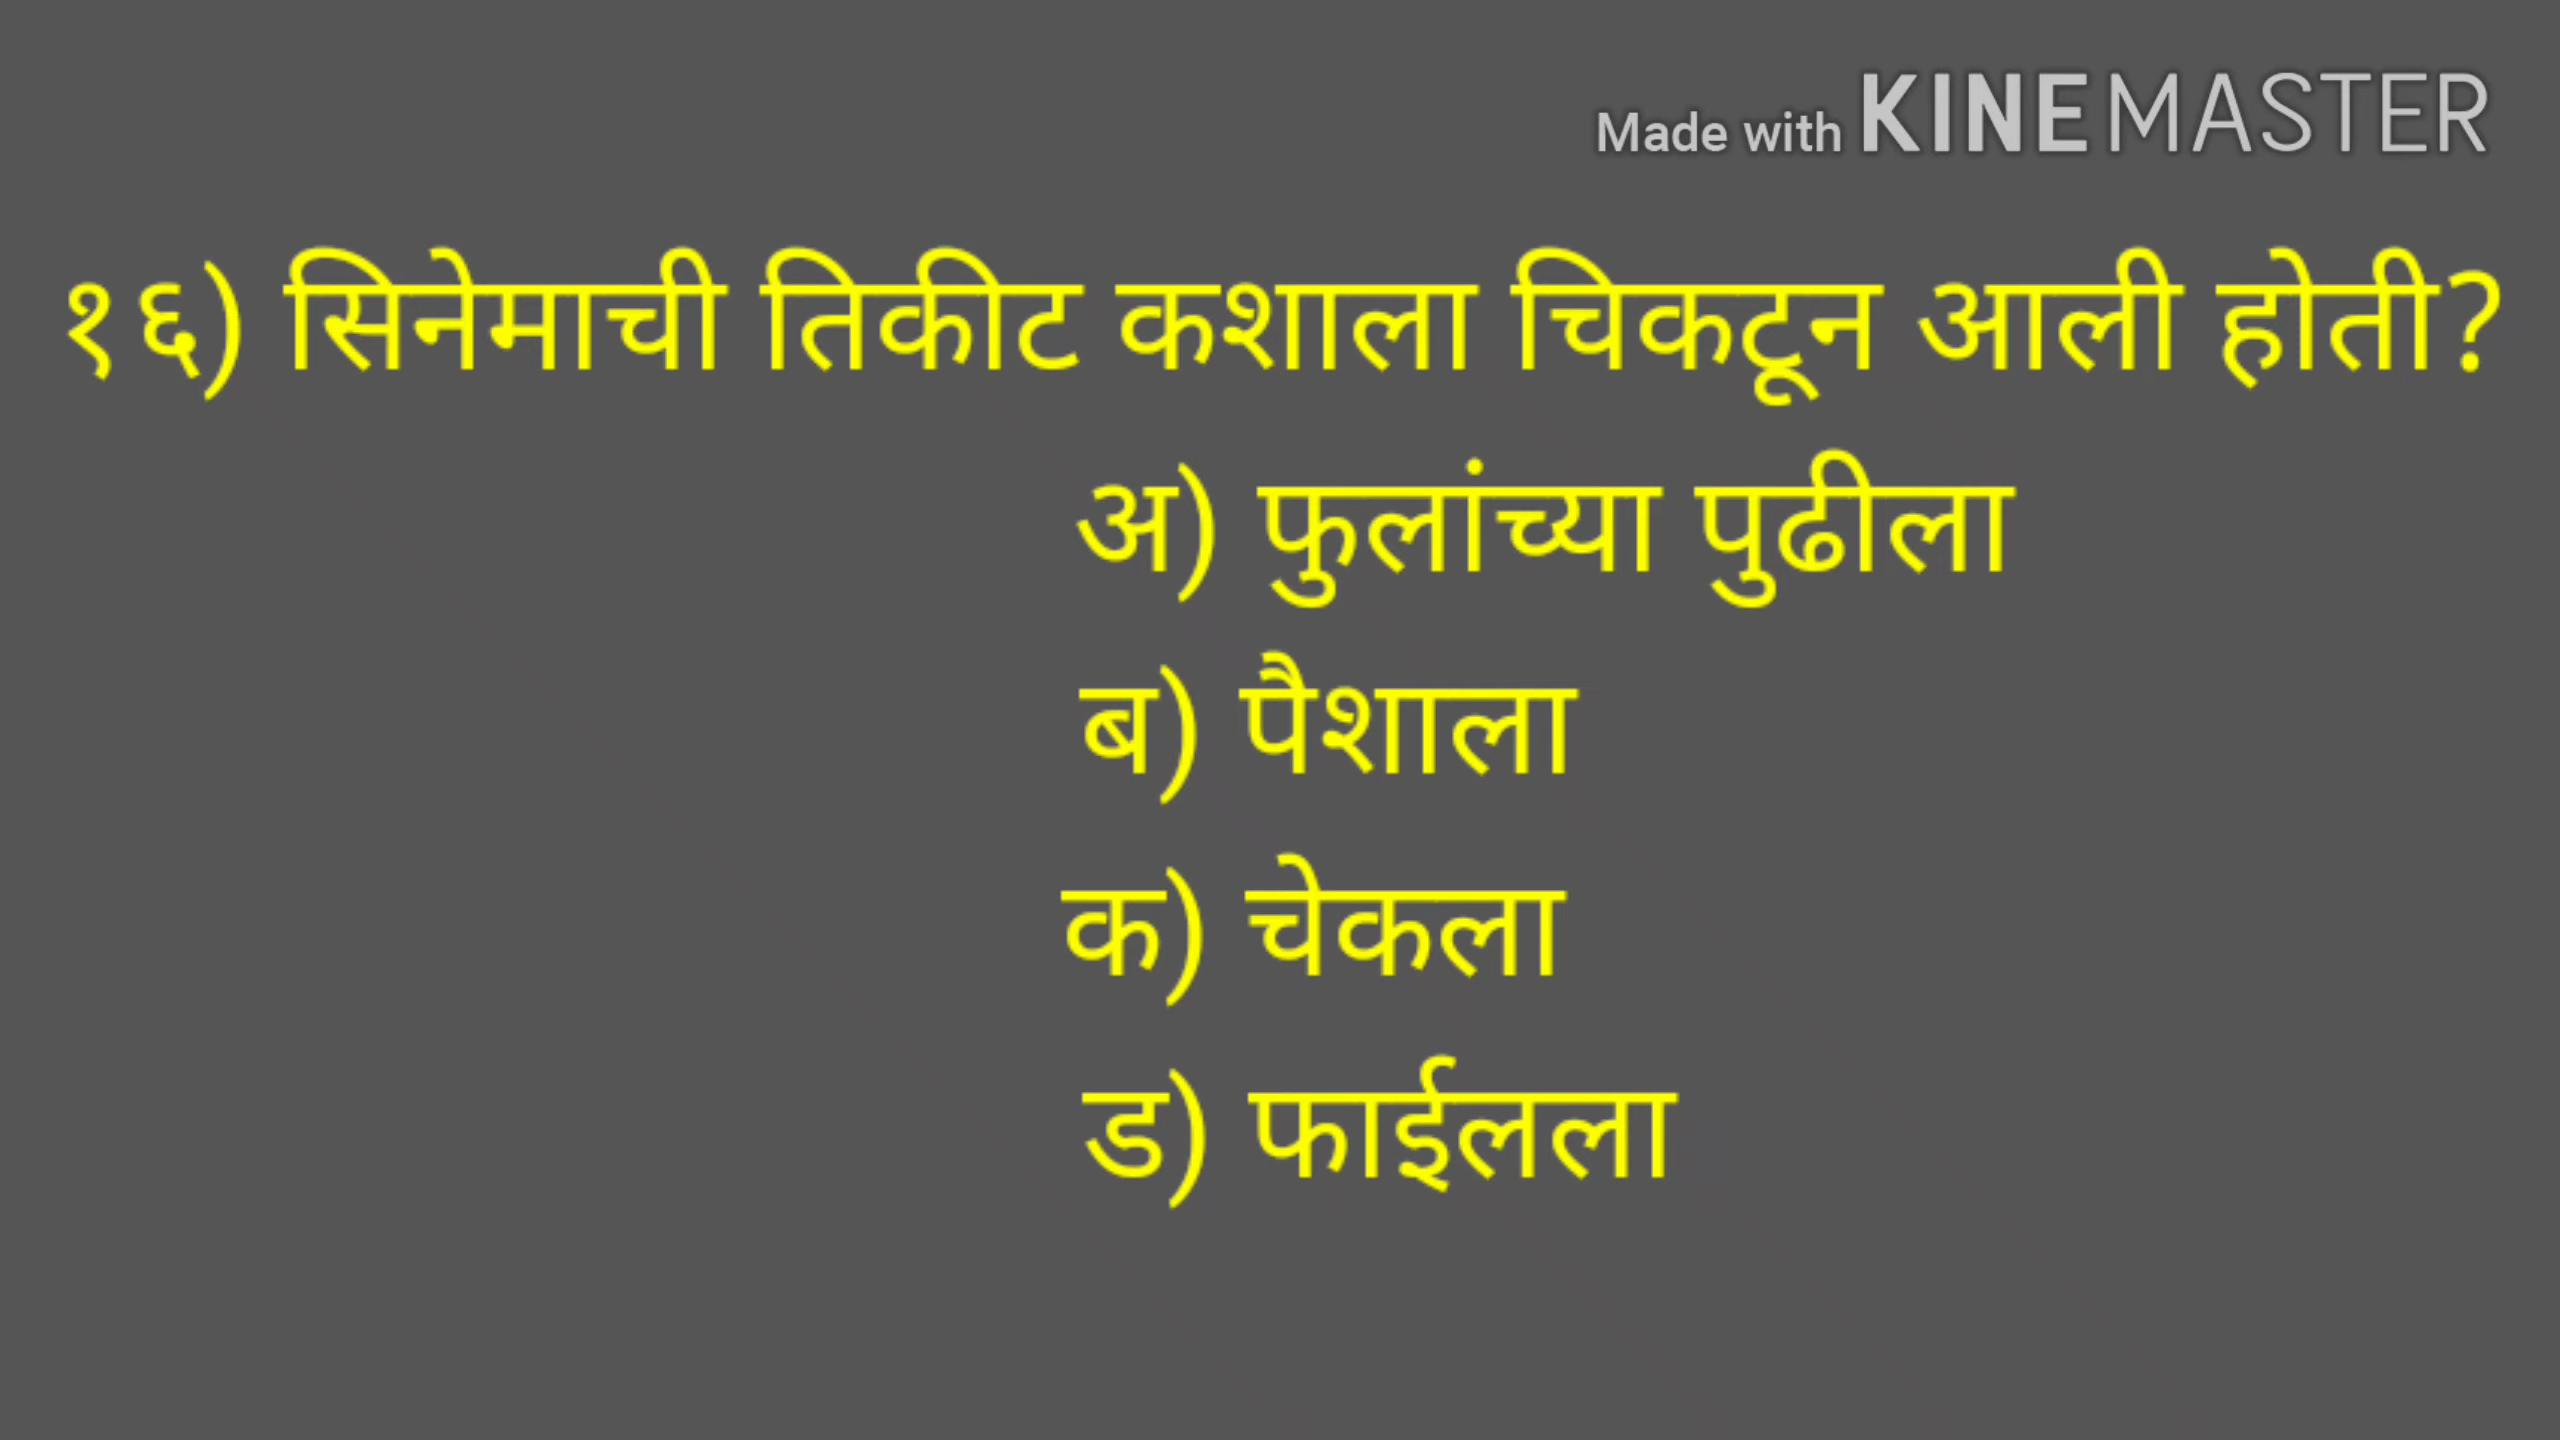 Made with KINEMASTER
१६) सिनेमाची तिकीट कशाला चिकटून आली होती?
अ) फुलांच्या पुढीला
ब) पैशाला
क) चेकला
ड) फाईलला